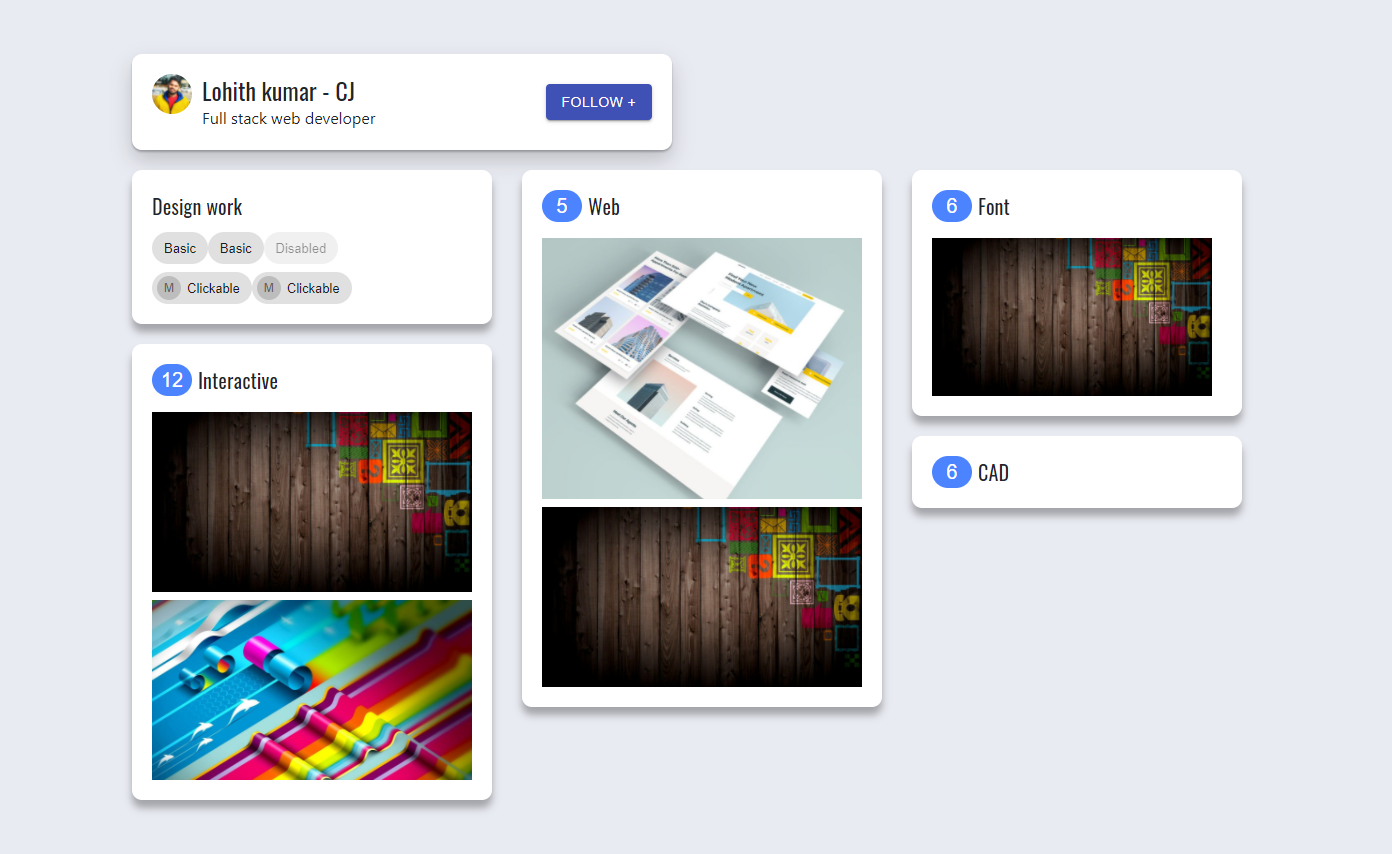 Lohith kumar - CJ
Full stack web developer
FOLLOW +
Design work
Basic Basic Disabled
M Clickable M Clickable
12 Interactive
5 Web
6 Font
6 CAD